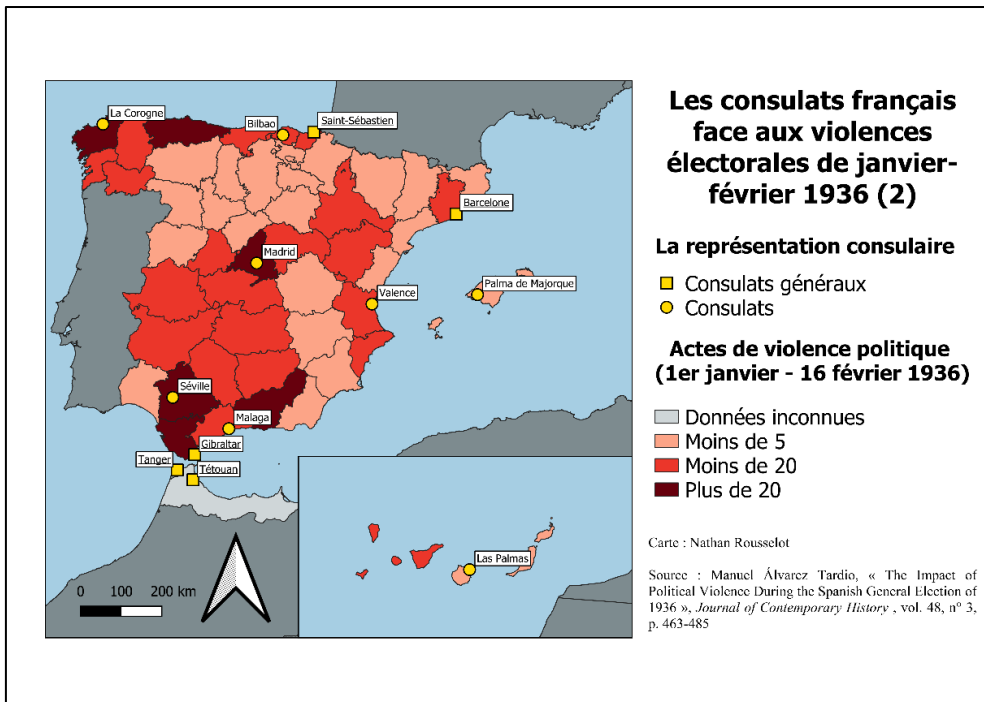 Les consulats français
face aux violences
électorales de janvier-
février 1936 (2)
La représentation consulaire
Consulats généraux
Consulats
Actes de violence politique
(1er janvier - 16 février 1936)
Données inconnues
Moins de 5
Moins de 20
Plus de 20
Carte : Nathan Rousselot
Source : Manuel Álvarez Tardio, « The Impact of
Political Violence During the Spanish General Election of
1936 », Journal of Contemporary History , vol. 48, n° 3,
p. 463-485
La Corogne
Bilbao
Saint-Sébastien
Barcelone
Madrid
Palma de Majorque
Valence
Séville
Malaga
Gibraltar
Tanger
Tétouan
Las Palmas
0 100 200 km